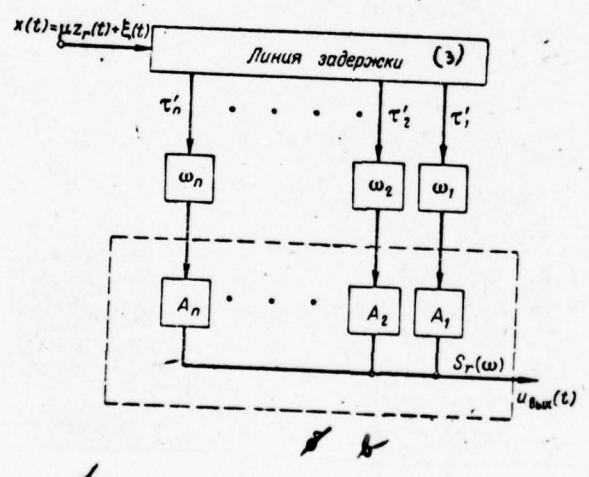 x(t)=μz_r(t)+ξ(t)
Линия задержки (3)
τ'_n τ'_2 τ'_1
ω_n ω_2 ω_1
A_n A_2 A_1
S_r(ω)
u_вых(t)
б в